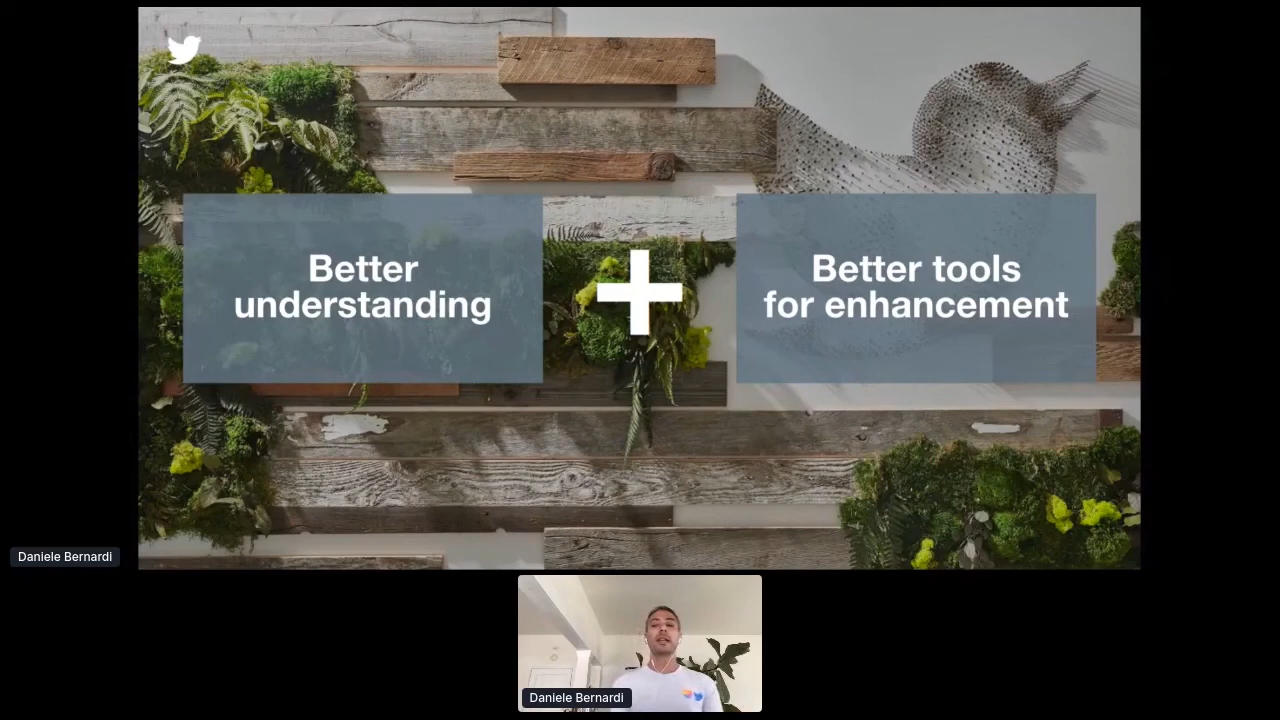 Better
understanding
+
Better tools
for enhancement
Daniele Bernardi
Daniele Bernardi